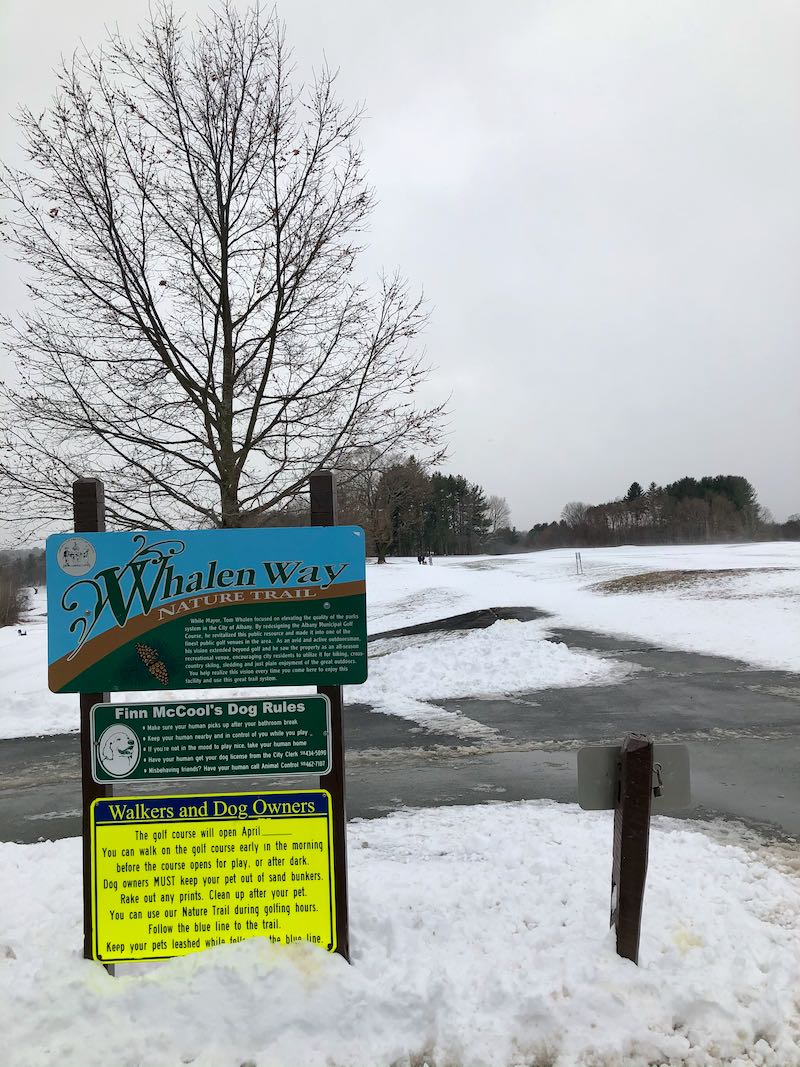 Whalen Way
NATURE TRAIL
While Mayor, Tom Whalen focused on elevating the quality of the parks
system in the City of Albany. By redesigning the Albany Municipal Golf
Course, he revitalized this public resource and made it into one of the
finest public golf venues in the area. As an avid and active outdoorsman,
his vision extended beyond golf and he saw the property as an all-season
recreational venue, encouraging city residents to utilize it for hiking, cross-
country skiing, sledding and just plain enjoyment of the great outdoors.
You help realize this vision every time you come here to enjoy this
facility and use this great trail system.
Finn McCool's Dog Rules
• Make sure your human picks up after your bathroom break
• Keep your human nearby and in control of you while you play
• If you're not in the mood to play nice, take your human home
• Have your human get your dog license from the City Clerk 518 434-5090
• Misbehaving friends? Have your human call Animal Control 518 462-7107
Walkers and Dog Owners
The golf course will open April
You can walk on the golf course early in the morning
before the course opens for play, or after dark.
Dog owners MUST keep your pet out of sand bunkers.
Rake out any prints. Clean up after your pet.
You can use our Nature Trail during golfing hours.
Follow the blue line to the trail.
Keep your pets leashed while the blue line.